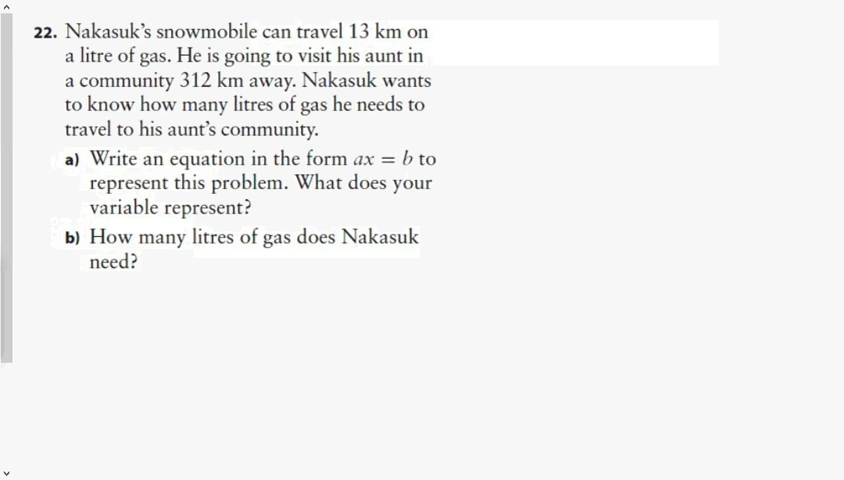 22. Nakasuk's snowmobile can travel 13 km on
a litre of gas. He is going to visit his aunt in
a community 312 km away. Nakasuk wants
to know how many litres of gas he needs to
travel to his aunt's community.
a) Write an equation in the form ax = b to
represent this problem. What does your
variable represent?
b) How many litres of gas does Nakasuk
need?